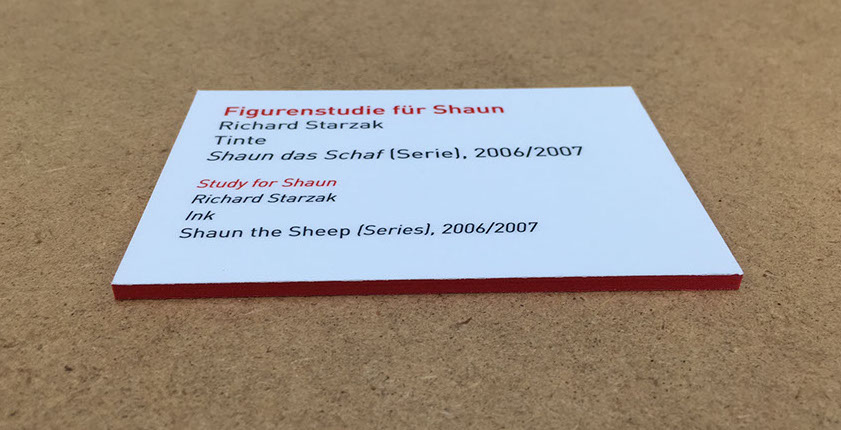 Figurenstudie für Shaun
Richard Starzak
Tinte
Shaun das Schaf (Serie), 2006/2007
Study for Shaun
Richard Starzak
Ink
Shaun the Sheep (Series), 2006/2007